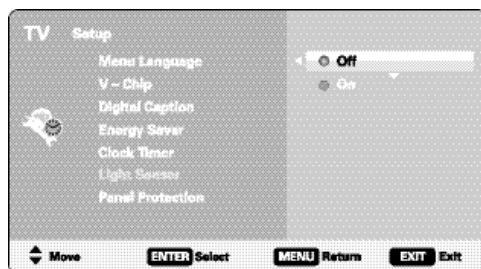 TV Setup
Menu Language
Off
V – Chip
On
Digital Caption
Energy Saver
Clock Timer
Light Sensor
Panel Protection
Move ENTER Select MENU Return EXIT Exit